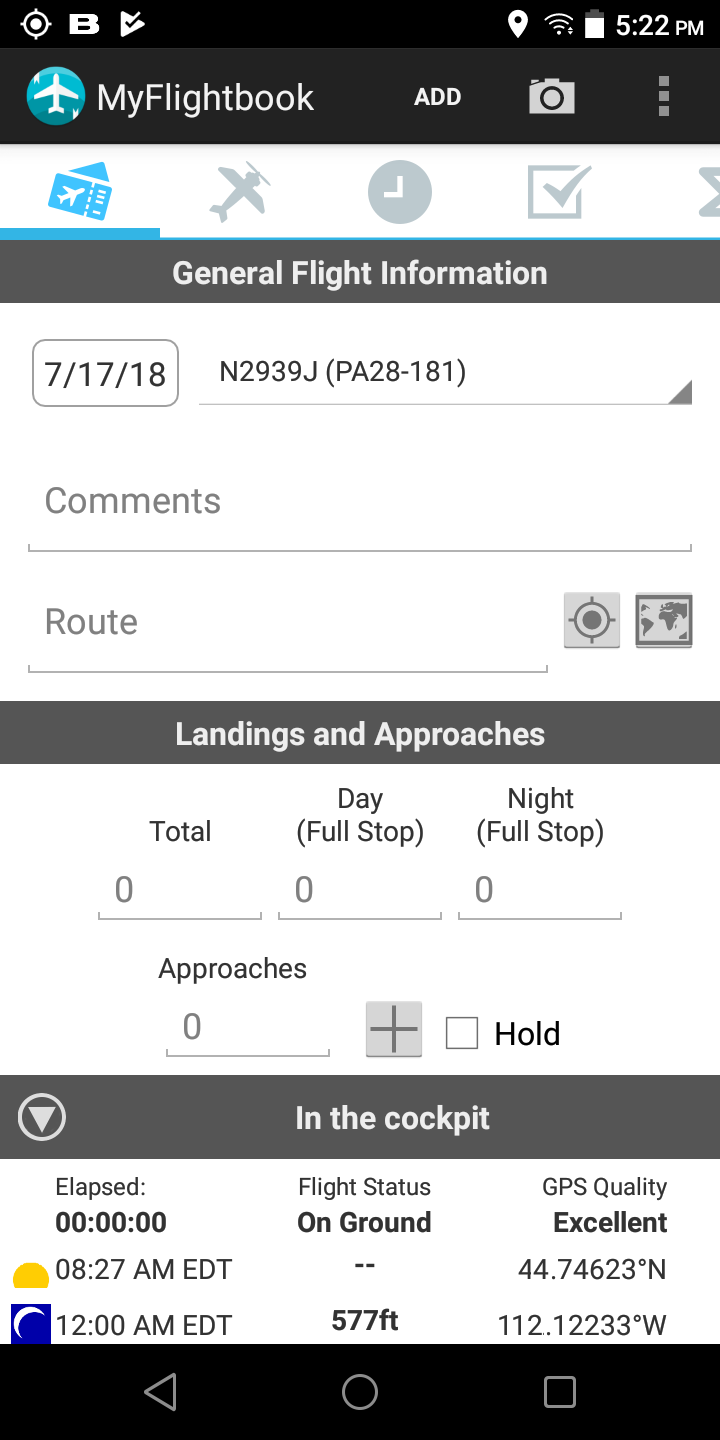 5:22 PM
MyFlightbook ADD
General Flight Information
7/17/18 N2939J (PA28-181)
Comments
Route
Landings and Approaches
Total Day (Full Stop) Night (Full Stop)
0 0 0
Approaches
0 Hold
In the cockpit
Elapsed: Flight Status GPS Quality
00:00:00 On Ground Excellent
08:27 AM EDT -- 44.74623°N
12:00 AM EDT 577ft 112.12233°W